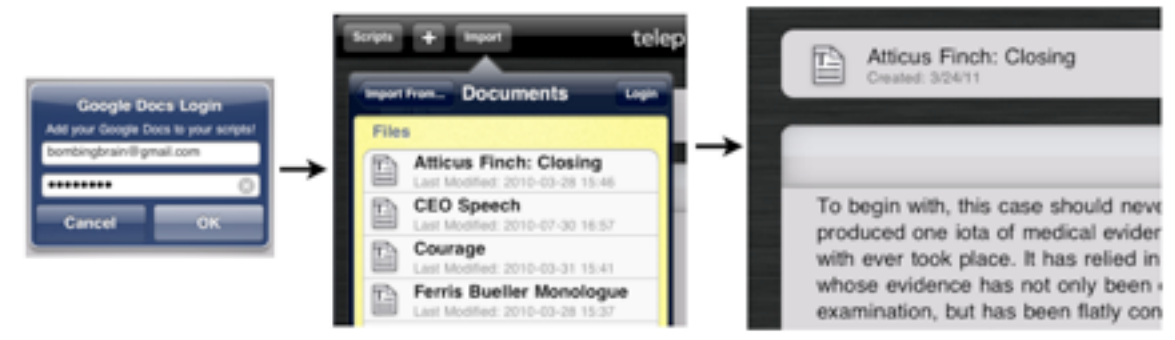 Google Docs Login
Add your Google Docs to your scripts!
bombingbrain@gmail.com
••••••••
Cancel OK
Scripts + Import telep
Import From... Documents Login
Files
Atticus Finch: Closing
Last Modified: 2010-03-28 15:46
CEO Speech
Last Modified: 2010-07-30 16:57
Courage
Last Modified: 2010-03-31 15:41
Ferris Bueller Monologue
Last Modified: 2010-03-28 15:37
Atticus Finch: Closing
Created: 3/24/11
To begin with, this case should neve
produced one iota of medical evider
with ever took place. It has relied in
whose evidence has not only been
examination, but has been flatly con